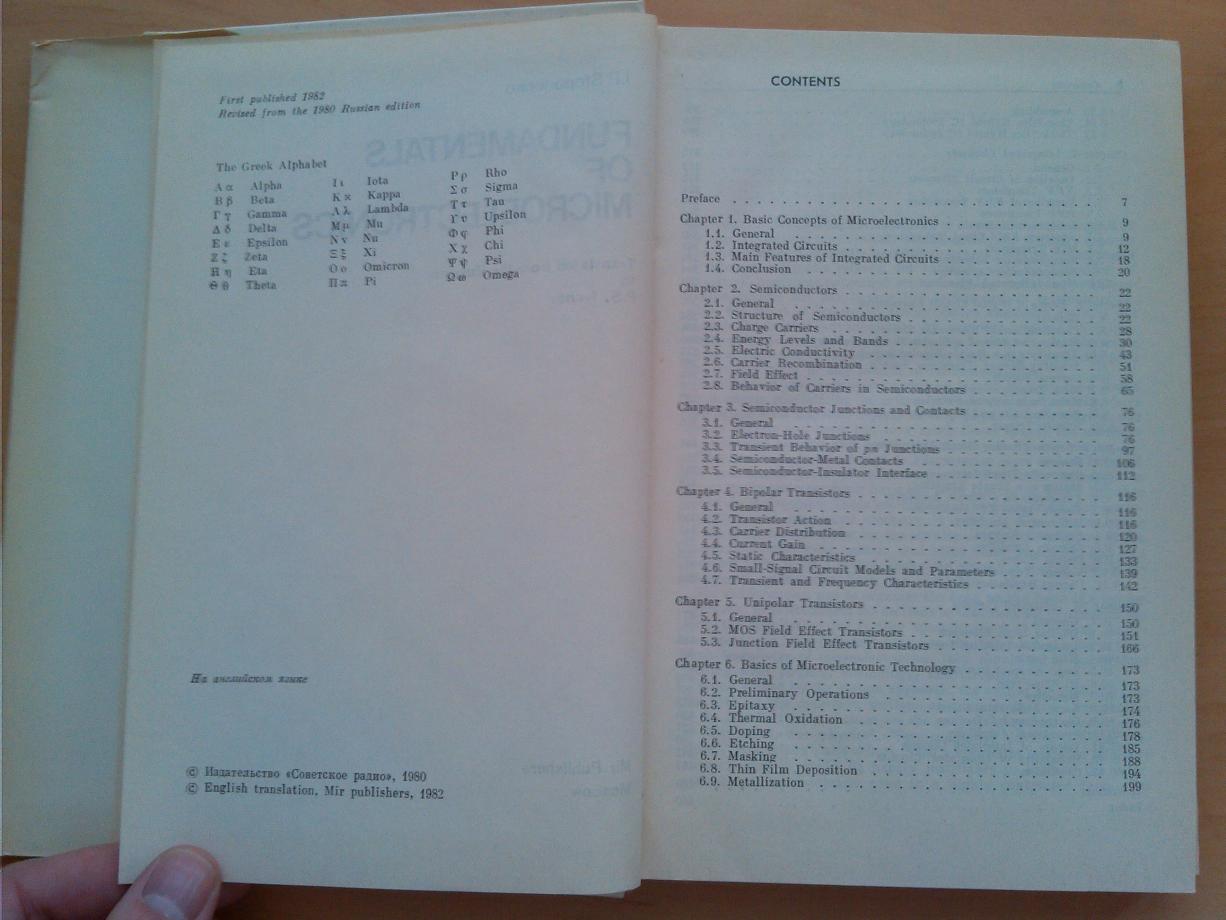 First published 1982
Revised from the 1980 Russian edition
The Greek Alphabet
Α α Alpha Ι ι Iota Ρ ρ Rho
Β β Beta Κ κ Kappa Σ σ Sigma
Γ γ Gamma Λ λ Lambda Τ τ Tau
Δ δ Delta Μ μ Mu Υ υ Upsilon
Ε ε Epsilon Ν ν Nu Φ φ Phi
Ζ ζ Zeta Ξ ξ Xi Χ χ Chi
Η η Eta Ο ο Omicron Ψ ψ Psi
Θ θ Theta Π π Pi Ω ω Omega
На английском языке
© Издательство «Советское радио», 1980
© English translation, Mir publishers, 1982
CONTENTS
Preface . . . 7
Chapter 1. Basic Concepts of Microelectronics . . . 9
1.1. General . . . 9
1.2. Integrated Circuits . . . 12
1.3. Main Features of Integrated Circuits . . . 18
1.4. Conclusion . . . 20
Chapter 2. Semiconductors . . . 22
2.1. General . . . 22
2.2. Structure of Semiconductors . . . 22
2.3. Charge Carriers . . . 28
2.4. Energy Levels and Bands . . . 30
2.5. Electric Conductivity . . . 43
2.6. Carrier Recombination . . . 51
2.7. Field Effect . . . 58
2.8. Behavior of Carriers in Semiconductors . . . 65
Chapter 3. Semiconductor Junctions and Contacts . . . 76
3.1. General . . . 76
3.2. Electron-Hole Junctions . . . 76
3.3. Transient Behavior of pn Junctions . . . 97
3.4. Semiconductor-Metal Contacts . . . 106
3.5. Semiconductor-Insulator Interface . . . 112
Chapter 4. Bipolar Transistors . . . 116
4.1. General . . . 116
4.2. Transistor Action . . . 116
4.3. Carrier Distribution . . . 120
4.4. Current Gain . . . 127
4.5. Static Characteristics . . . 133
4.6. Small-Signal Circuit Models and Parameters . . . 139
4.7. Transient and Frequency Characteristics . . . 142
Chapter 5. Unipolar Transistors . . . 150
5.1. General . . . 150
5.2. MOS Field Effect Transistors . . . 151
5.3. Junction Field Effect Transistors . . . 166
Chapter 6. Basics of Microelectronic Technology . . . 173
6.1. General . . . 173
6.2. Preliminary Operations . . . 173
6.3. Epitaxy . . . 174
6.4. Thermal Oxidation . . . 176
6.5. Doping . . . 178
6.6. Etching . . . 185
6.7. Masking . . . 188
6.8. Thin Film Deposition . . . 194
6.9. Metallization . . . 199